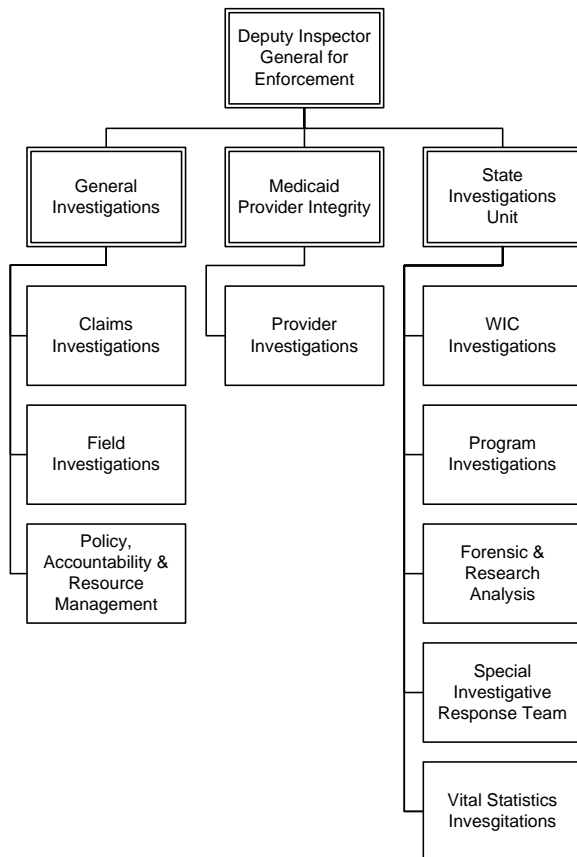 Deputy Inspector
General for
Enforcement
General
Investigations
Medicaid
Provider Integrity
State
Investigations
Unit
Claims
Investigations
Provider
Investigations
WIC
Investigations
Field
Investigations
Program
Investigations
Policy,
Accountability &
Resource
Management
Forensic &
Research
Analysis
Special
Investigative
Response Team
Vital Statistics
Invesgitations